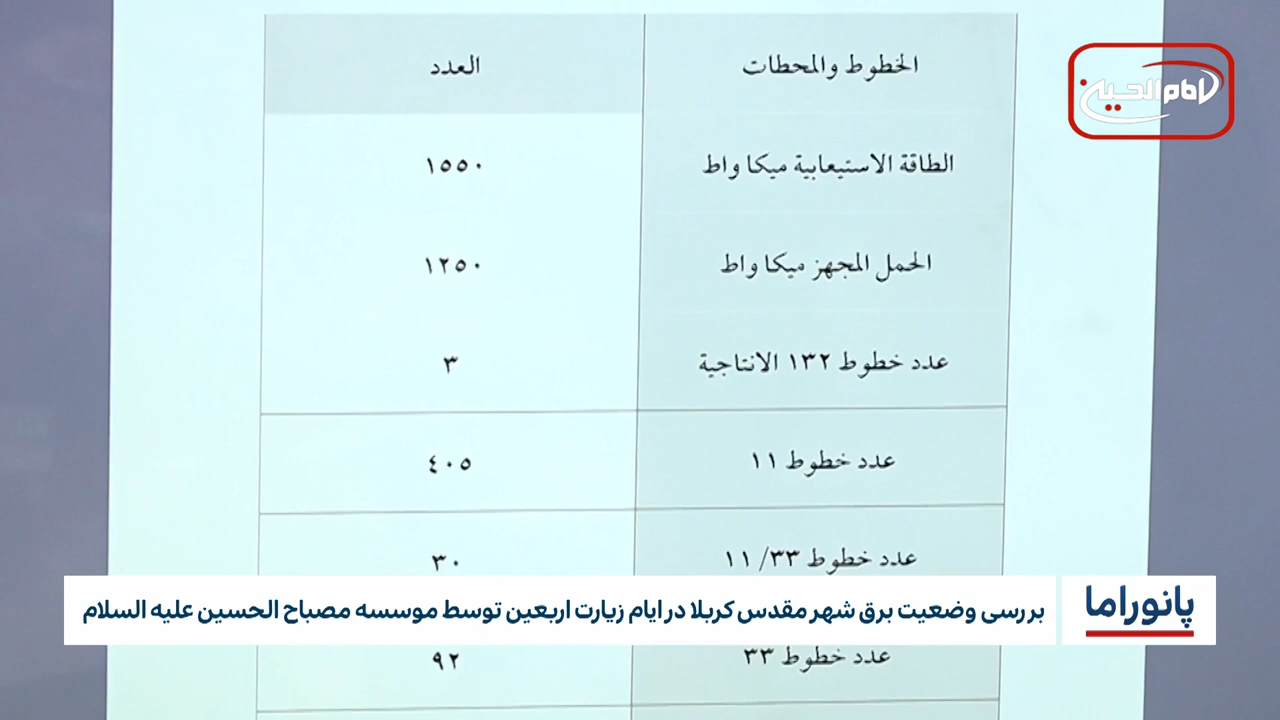 الخطوط والمحطات العدد
الطاقة الاستيعابية ميكا واط ١٥٥٠
الحمل المجهز ميكا واط ١٢٥٠
عدد خطوط ١٣٢ الانتاجية ٣
عدد خطوط ١١ ٤٠٥
عدد خطوط ١١/٣٣ ٣٠
عدد خطوط ٣٣ ٩٢
امام الحسین
پانوراما
بررسی وضعیت برق شهر مقدس کربلا در ایام زیارت اربعین توسط موسسه مصباح الحسین علیه السلام